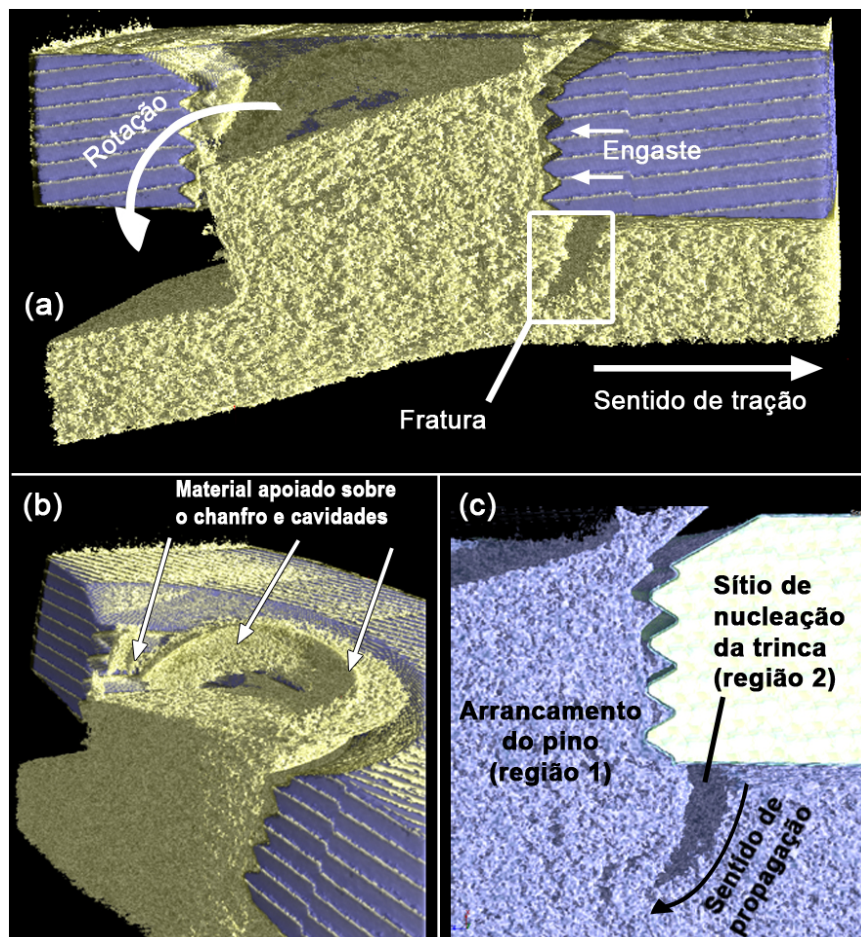 Rotação
Engaste
(a)
Fratura
Sentido de tração
(b)
Material apoiado sobre
o chanfro e cavidades
(c)
Sítio de
nucleação
da trinca
(região 2)
Arrancamento
do pino
(região 1)
Sentido de
propagação